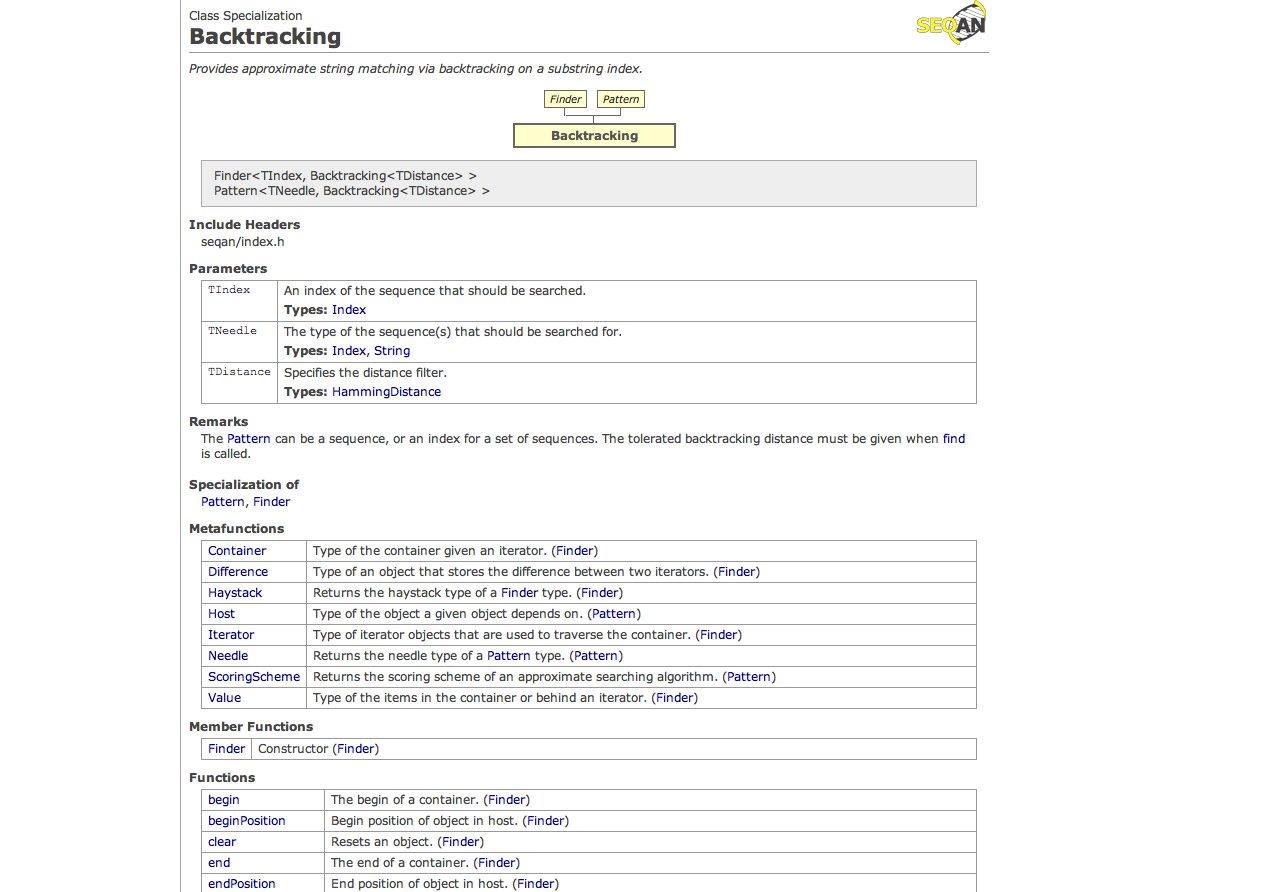 Class Specialization
Backtracking
SEQAN
Provides approximate string matching via backtracking on a substring index.
Finder Pattern
Backtracking
Finder<TIndex, Backtracking<TDistance> >
Pattern<TNeedle, Backtracking<TDistance> >
Include Headers
seqan/index.h
Parameters
TIndex An index of the sequence that should be searched.
Types: Index
TNeedle The type of the sequence(s) that should be searched for.
Types: Index, String
TDistance Specifies the distance filter.
Types: HammingDistance
Remarks
The Pattern can be a sequence, or an index for a set of sequences. The tolerated backtracking distance must be given when find
is called.
Specialization of
Pattern, Finder
Metafunctions
Container Type of the container given an iterator. (Finder)
Difference Type of an object that stores the difference between two iterators. (Finder)
Haystack Returns the haystack type of a Finder type. (Finder)
Host Type of the object a given object depends on. (Pattern)
Iterator Type of iterator objects that are used to traverse the container. (Finder)
Needle Returns the needle type of a Pattern type. (Pattern)
ScoringScheme Returns the scoring scheme of an approximate searching algorithm. (Pattern)
Value Type of the items in the container or behind an iterator. (Finder)
Member Functions
Finder Constructor (Finder)
Functions
begin The begin of a container. (Finder)
beginPosition Begin position of object in host. (Finder)
clear Resets an object. (Finder)
end The end of a container. (Finder)
endPosition End position of object in host. (Finder)